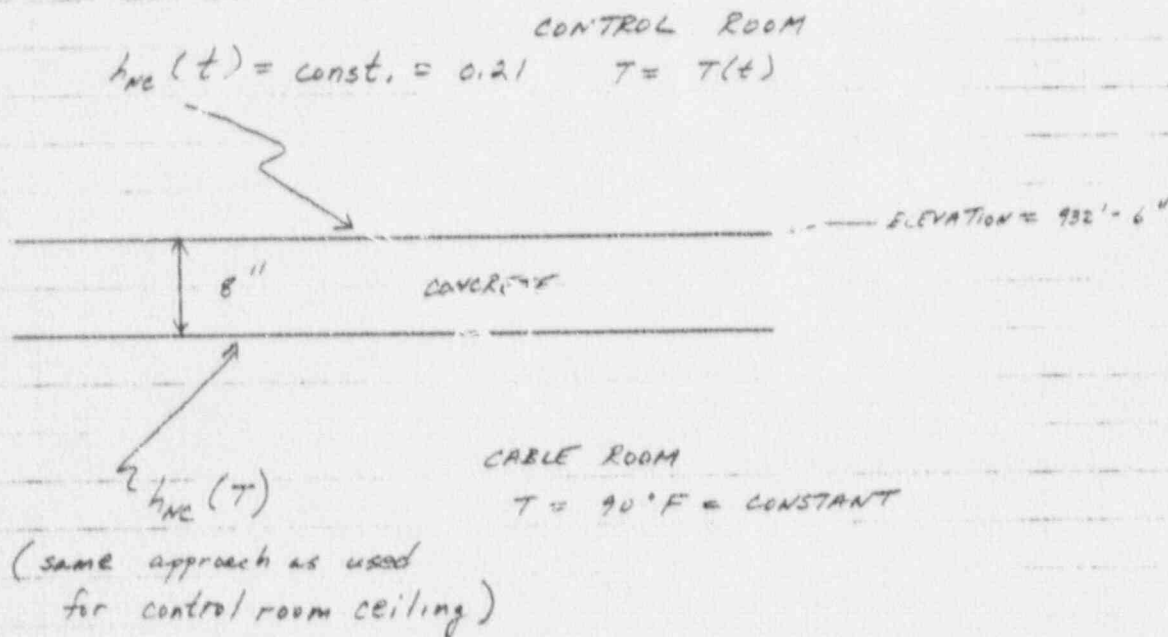 CONTROL ROOM
h_NC (t) = const. = 0.21 T = T(t)
ELEVATION = 932'-6"
8" CONCRETE
CABLE ROOM
h_NC (T) T = 90°F = CONSTANT
(same approach as used
for control room ceiling)